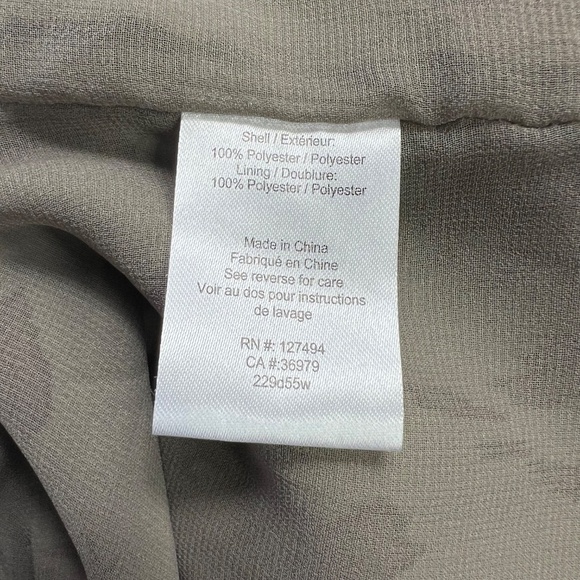 Shell / Extérieur:
100% Polyester / Polyester
Lining / Doublure:
100% Polyester / Polyester
Made in China
Fabriqué en Chine
See reverse for care
Voir au dos pour instructions
de lavage
RN #: 127494
CA #:36979
229d55w